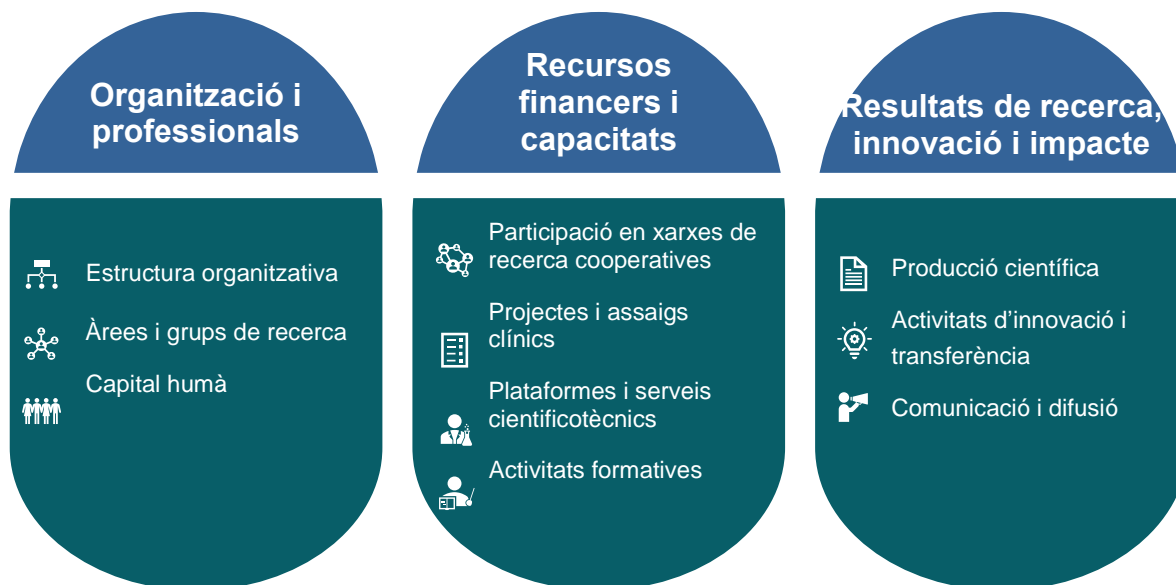 Organització i
professionals
Estructura organitzativa
Àrees i grups de recerca
Capital humà
Recursos
financers i
capacitats
Participació en xarxes de
recerca cooperatives
Projectes i assaigs
clínics
Plataformes i serveis
cientificotècnics
Activitats formatives
Resultats de recerca,
innovació i impacte
Producció científica
Activitats d’innovació i
transferència
Comunicació i difusió